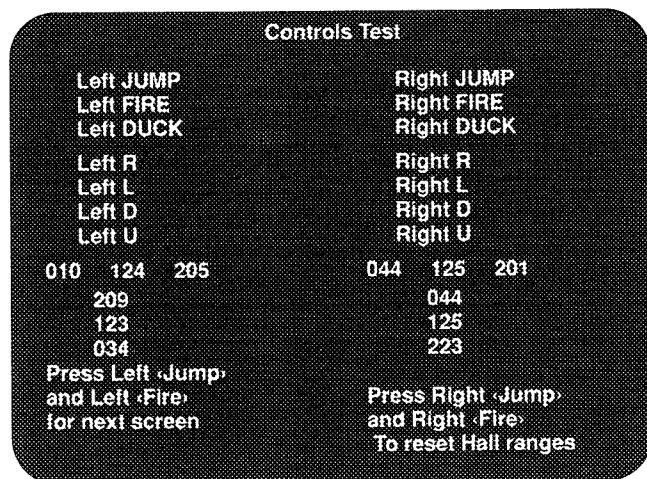 Controls Test
Left JUMP
Left FIRE
Left DUCK
Left R
Left L
Left D
Left U
010 124 205
209
123
034
Press Left ‹Jump›
and Left ‹Fire›
for next screen
Right JUMP
Right FIRE
Right DUCK
Right R
Right L
Right D
Right U
044 125 201
044
125
223
Press Right ‹Jump›
and Right ‹Fire›
To reset Hall ranges